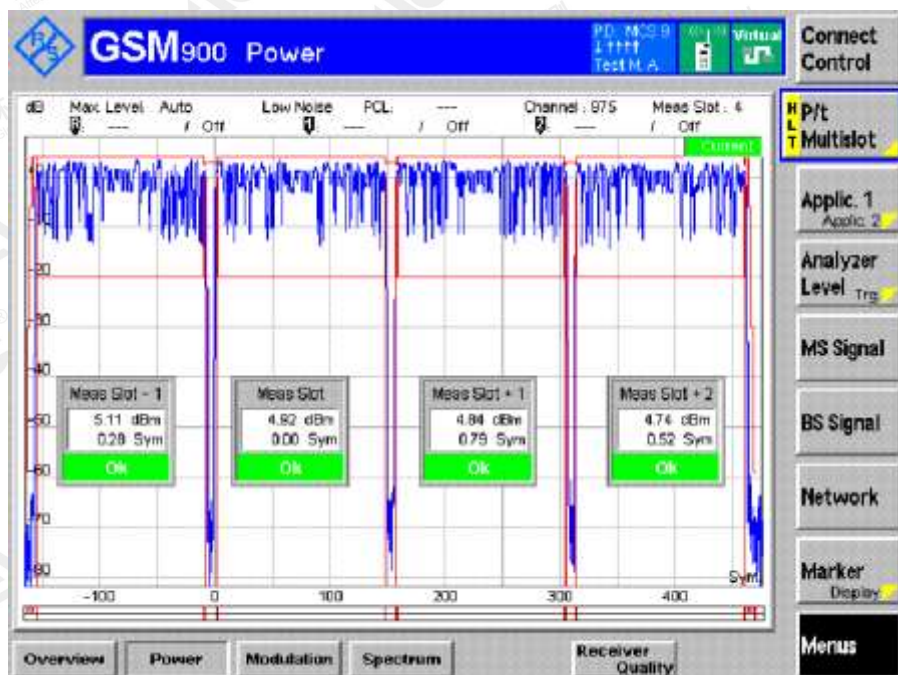 R S
GSM900 Power
PD MCS 9
Test M. A
Virtual
Connect
Control
dB Max. Level Auto Low Noise PCL: --- Channel : 975 Meas Slot : 4
--- / Off 1 --- / Off 2 --- / Off
Current
HLT P/t
Multislot
Applic. 1
Applic. 2
Analyzer
Level Trg
MS Signal
BS Signal
Network
Marker
Display
Menus
-20
-30
-40
-50
-60
-70
-80
Meas Slot - 1
5.11 dBm
0.28 Sym
Ok
Meas Slot
4.92 dBm
0.00 Sym
Ok
Meas Slot + 1
4.84 dBm
0.79 Sym
Ok
Meas Slot + 2
4.74 dBm
0.52 Sym
Ok
Sym
-100 0 100 200 300 400
Overview Power Modulation Spectrum Receiver
Quality